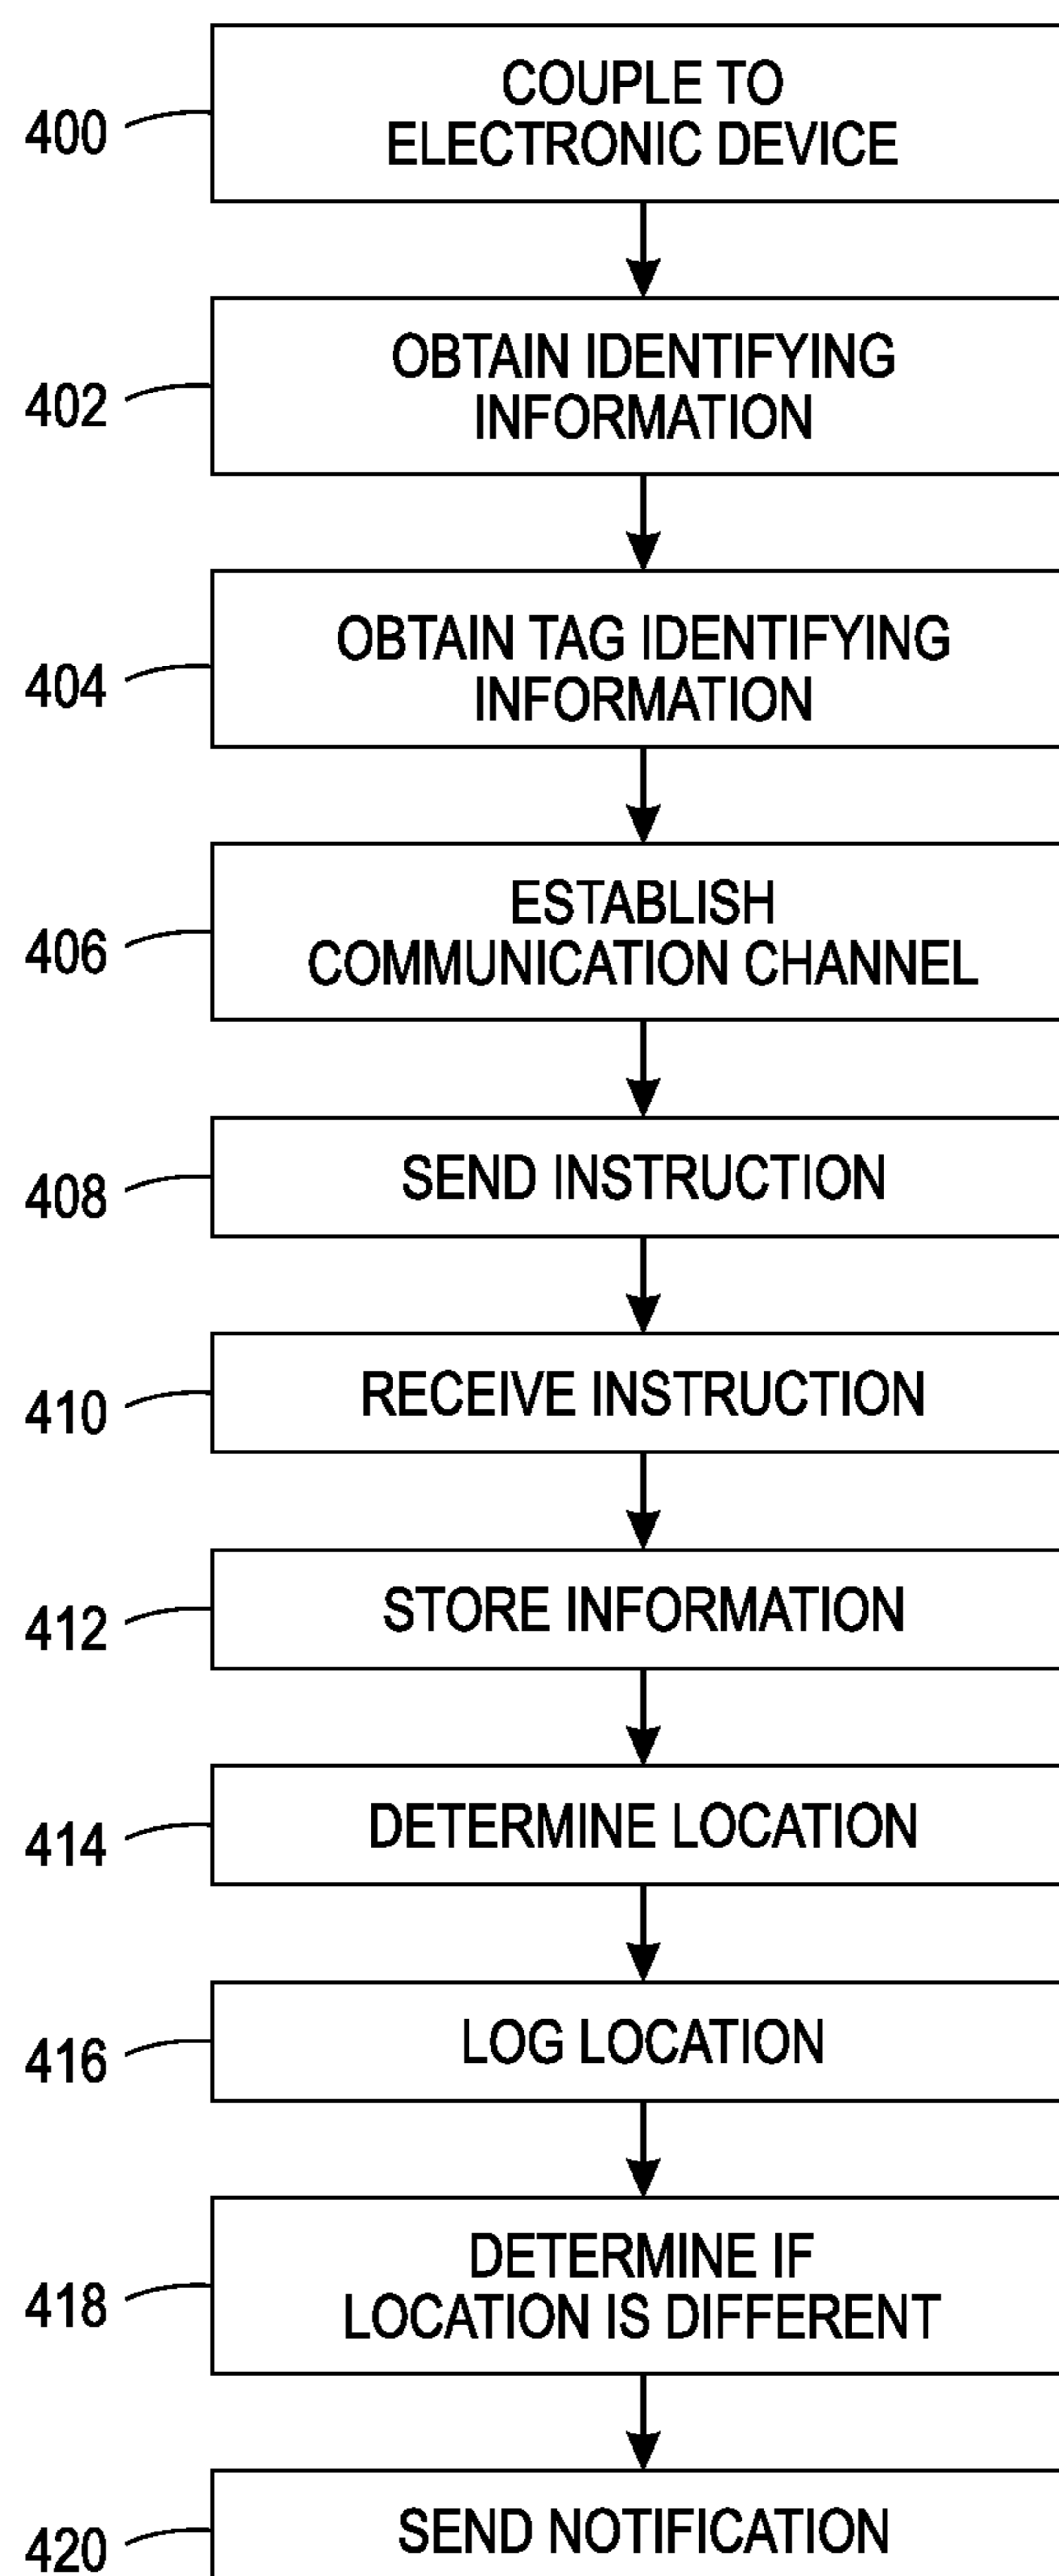 400
COUPLE TO
ELECTRONIC DEVICE
402
OBTAIN IDENTIFYING
INFORMATION
404
OBTAIN TAG IDENTIFYING
INFORMATION
406
ESTABLISH
COMMUNICATION CHANNEL
408
SEND INSTRUCTION
410
RECEIVE INSTRUCTION
412
STORE INFORMATION
414
DETERMINE LOCATION
416
LOG LOCATION
418
DETERMINE IF
LOCATION IS DIFFERENT
420
SEND NOTIFICATION